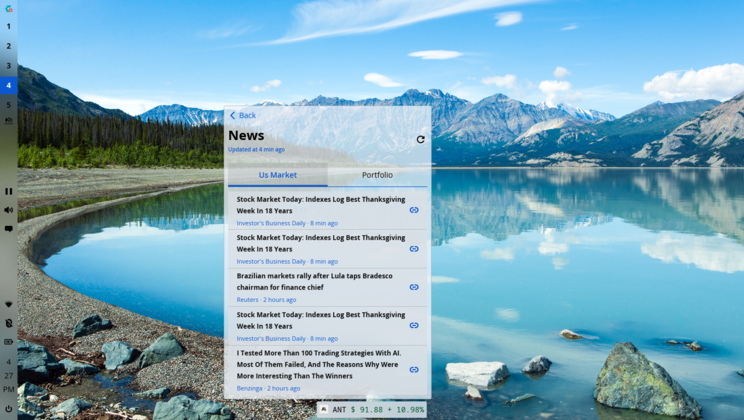 1
2
3
4
5
Back
News
Updated at 4 min ago
Us Market
Portfolio
Stock Market Today: Indexes Log Best Thanksgiving
Week In 18 Years
Investor's Business Daily · 8 min ago
Stock Market Today: Indexes Log Best Thanksgiving
Week In 18 Years
Investor's Business Daily · 8 min ago
Brazilian markets rally after Lula taps Bradesco
chairman for finance chief
Reuters · 2 hours ago
Stock Market Today: Indexes Log Best Thanksgiving
Week In 18 Years
Investor's Business Daily · 8 min ago
I Tested More Than 100 Trading Strategies With AI.
Most Of Them Failed, And The Reasons Why Were
More Interesting Than The Winners
Benzinga · 2 hours ago
4
27
PM
ANT $ 91.88 + 10.98%